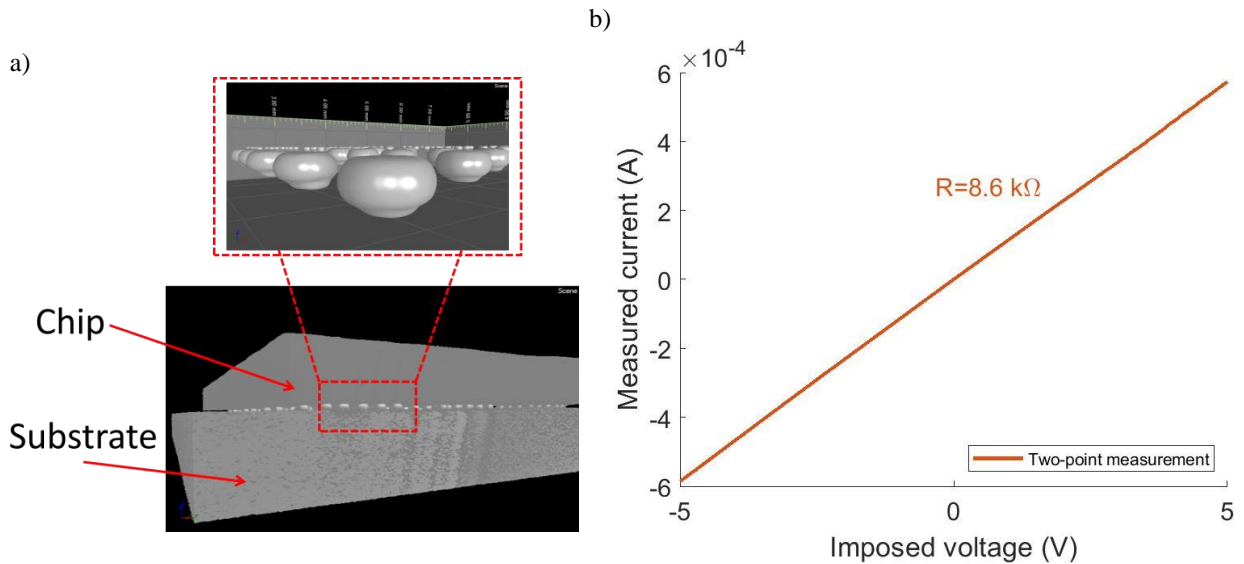 a)
Scene
Chip
Substrate
Scene
b)
×10⁻⁴
6
4
2
0
-2
-4
-6
-5
0
5
Measured current (A)
Imposed voltage (V)
R=8.6 kΩ
Two-point measurement